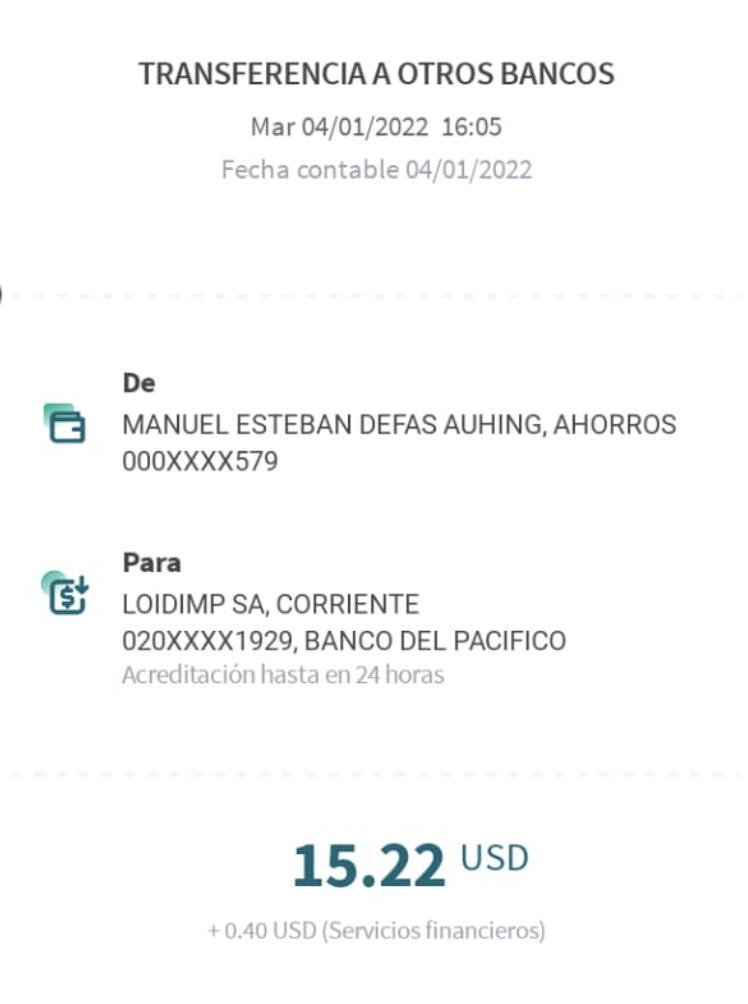 TRANSFERENCIA A OTROS BANCOS
Mar 04/01/2022 16:05
Fecha contable 04/01/2022
De
MANUEL ESTEBAN DEFAS AUHING, AHORROS
000XXXX579
Para
LOIDIMP SA, CORRIENTE
020XXXX1929, BANCO DEL PACIFICO
Acreditación hasta en 24 horas
15.22 USD
+ 0.40 USD (Servicios financieros)